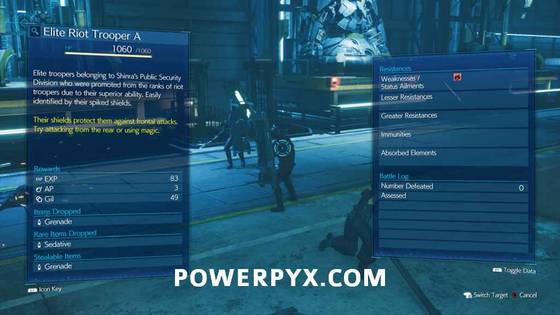 Elite Riot Trooper A
HP 1060 /1060
Elite troopers belonging to Shinra's Public Security
Division who were promoted from the ranks of riot
troopers due to their superior ability. Easily
identified by their spiked shields.
Their shields protect them against frontal attacks.
Try attacking from the rear or using magic.
Rewards
EXP 83
AP 3
Gil 49
Items Dropped
Grenade
Rare Items Dropped
Sedative
Stealable Items
Grenade
Icon Key
Resistances
Weaknesses /
Status Ailments
Lesser Resistances
Greater Resistances
Immunities
Absorbed Elements
Battle Log
Number Defeated 0
Assessed
Toggle Data
Switch Target Cancel
POWERPYX.COM